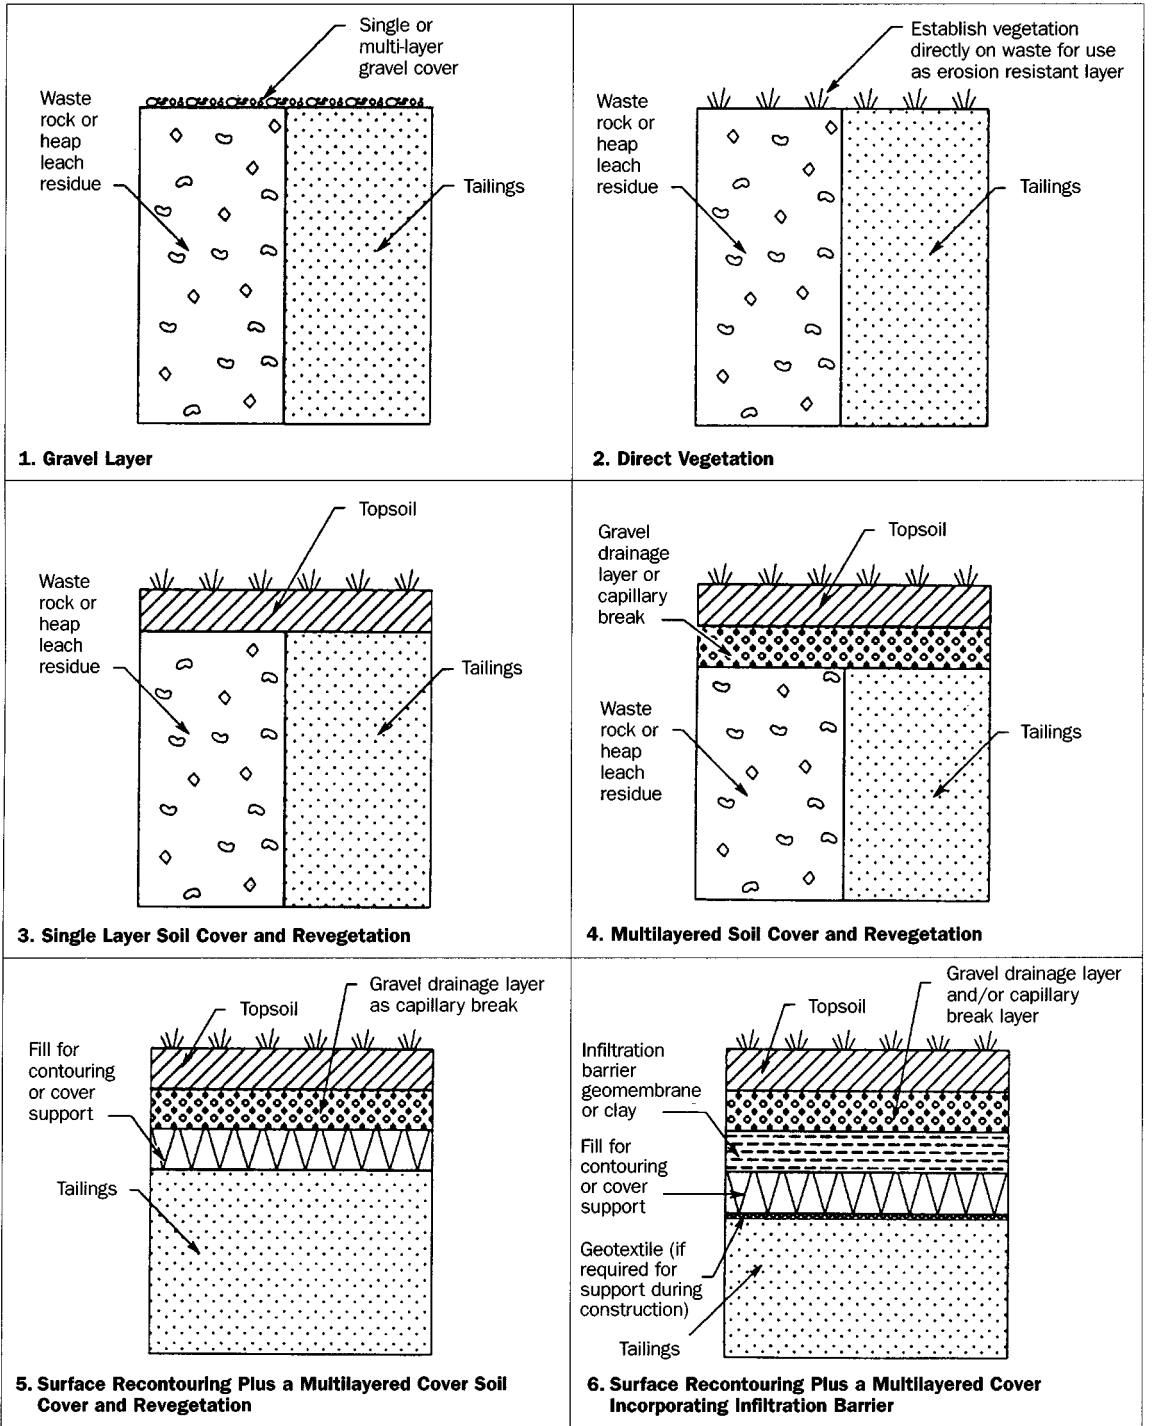 Single or
multi-layer
gravel cover
Waste
rock or
heap
leach
residue
Tailings
1. Gravel Layer
Establish vegetation
directly on waste for use
as erosion resistant layer
Waste
rock or
heap
leach
residue
Tailings
2. Direct Vegetation
Topsoil
Waste
rock or
heap
leach
residue
Tailings
3. Single Layer Soil Cover and Revegetation
Gravel
drainage
layer or
capillary
break
Topsoil
Waste
rock or
heap
leach
residue
Tailings
4. Multilayered Soil Cover and Revegetation
Gravel drainage layer
as capillary break
Topsoil
Fill for
contouring
or cover
support
Tailings
5. Surface Recontouring Plus a Multilayered Cover Soil
Cover and Revegetation
Gravel drainage layer
and/or capillary
break layer
Topsoil
Infiltration
barrier
geomembrane
or clay
Fill for
contouring
or cover
support
Geotextile (if
required for
support during
construction)
Tailings
6. Surface Recontouring Plus a Multilayered Cover
Incorporating Infiltration Barrier